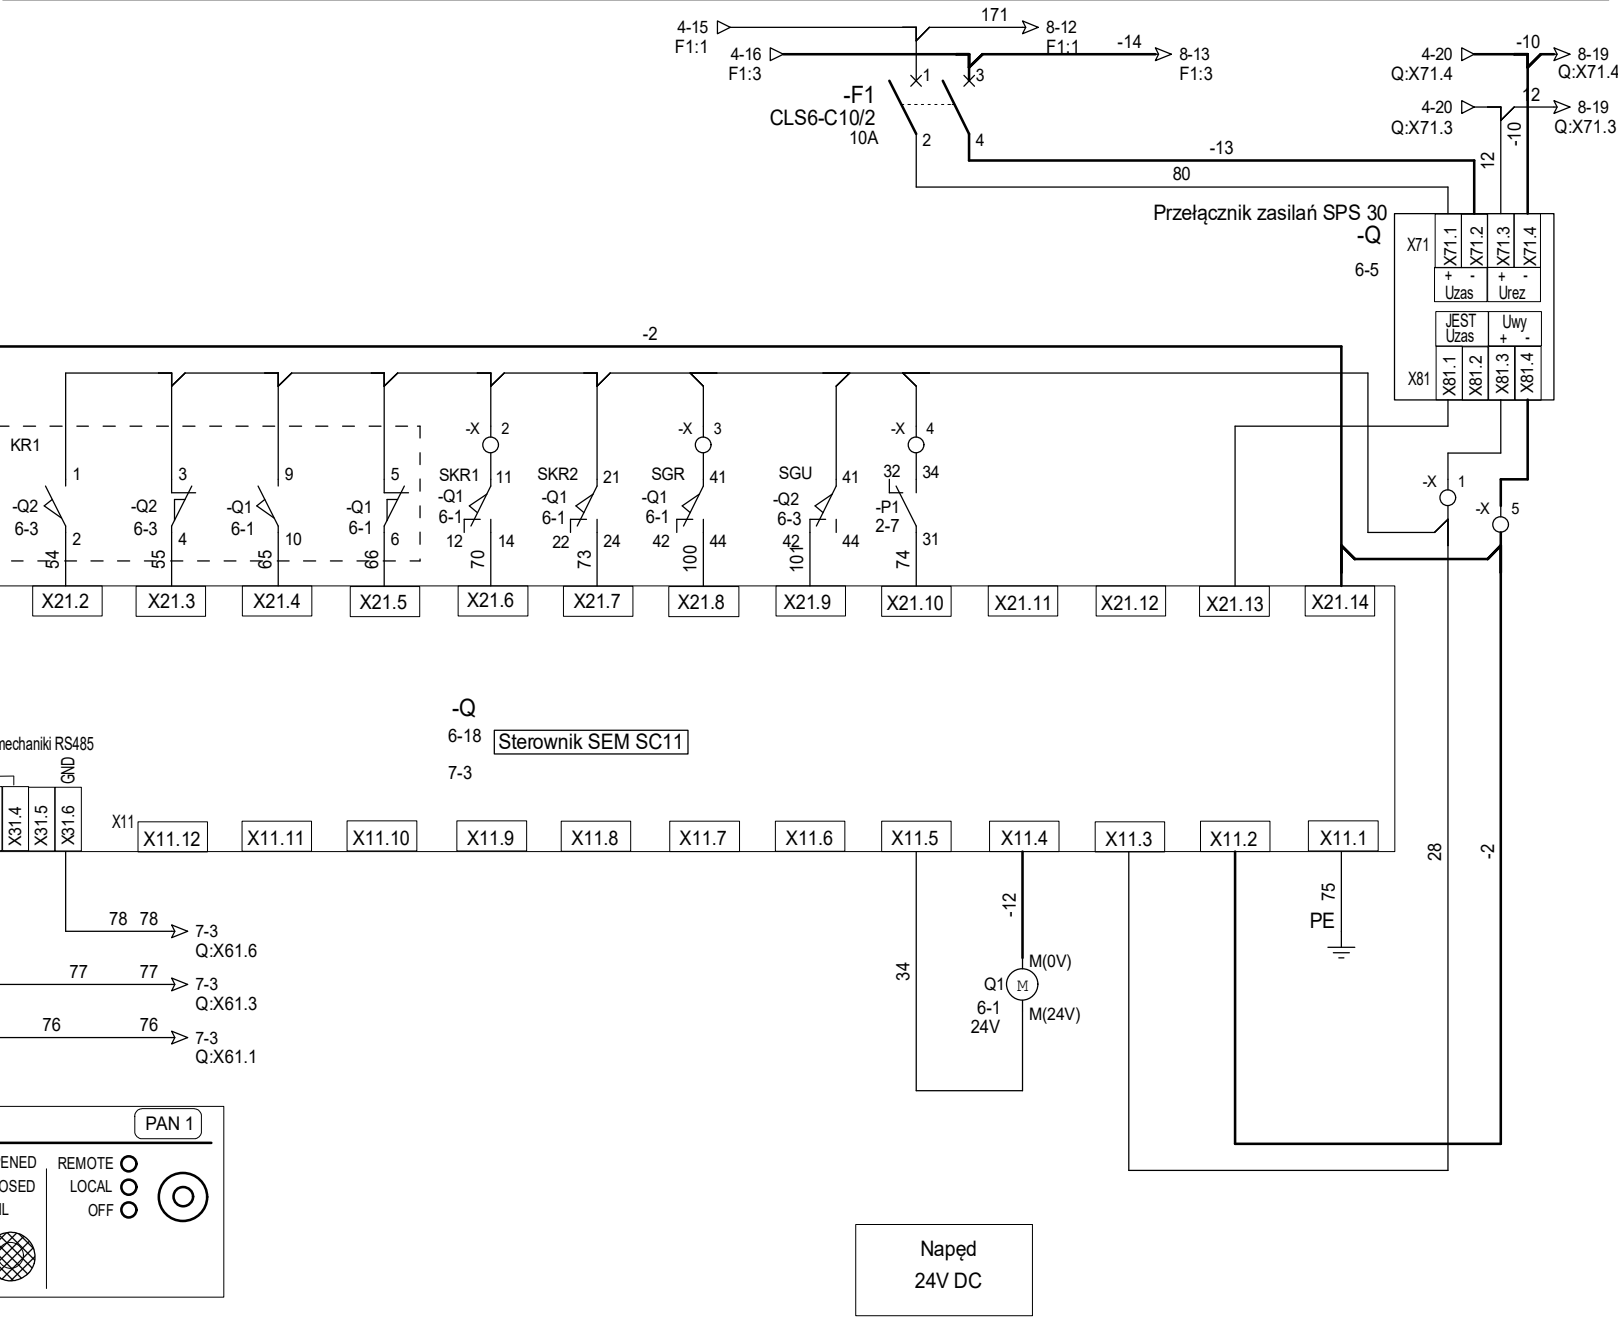 171
4-15
F1:1
8-12
F1:1
4-16
F1:3
-14
8-13
F1:3
4-20
Q:X71.4
-10
8-19
Q:X71.4
4-20
Q:X71.3
12
8-19
Q:X71.3
1
3
-F1
CLS6-C10/2
10A
2
4
-13
80
12
-10
Przełącznik zasilań SPS 30
-Q
6-5
X71
X71.1
X71.2
X71.3
X71.4
+ - + -
Uzas
Urez
JEST
Uzas
Uwy
+ -
X81
X81.1
X81.2
X81.3
X81.4
-2
KR1
1
-Q2
6-3
2
54
3
-Q2
6-3
4
55
9
-Q1
6-1
10
65
5
-Q1
6-1
6
66
-X 2
SKR1
11
-Q1
6-1
12
14
70
SKR2
21
-Q1
6-1
22
24
73
-X 3
SGR
41
-Q1
6-1
42
44
100
SGU
41
-Q2
6-3
42
44
101
-X 4
32
34
-P1
2-7
31
74
-X 1
-X 5
X21.2
X21.3
X21.4
X21.5
X21.6
X21.7
X21.8
X21.9
X21.10
X21.11
X21.12
X21.13
X21.14
-Q
6-18
Sterownik SEM SC11
7-3
mechaniki RS485
GND
X31.4
X31.5
X31.6
X11
X11.12
X11.11
X11.10
X11.9
X11.8
X11.7
X11.6
X11.5
X11.4
X11.3
X11.2
X11.1
28
-2
75
PE
-12
34
M(0V)
Q1
M
6-1
24V
M(24V)
78 78
7-3
Q:X61.6
77 77
7-3
Q:X61.3
76 76
7-3
Q:X61.1
PAN 1
ENED
REMOTE
OSED
LOCAL
IL
OFF
Napęd
24V DC